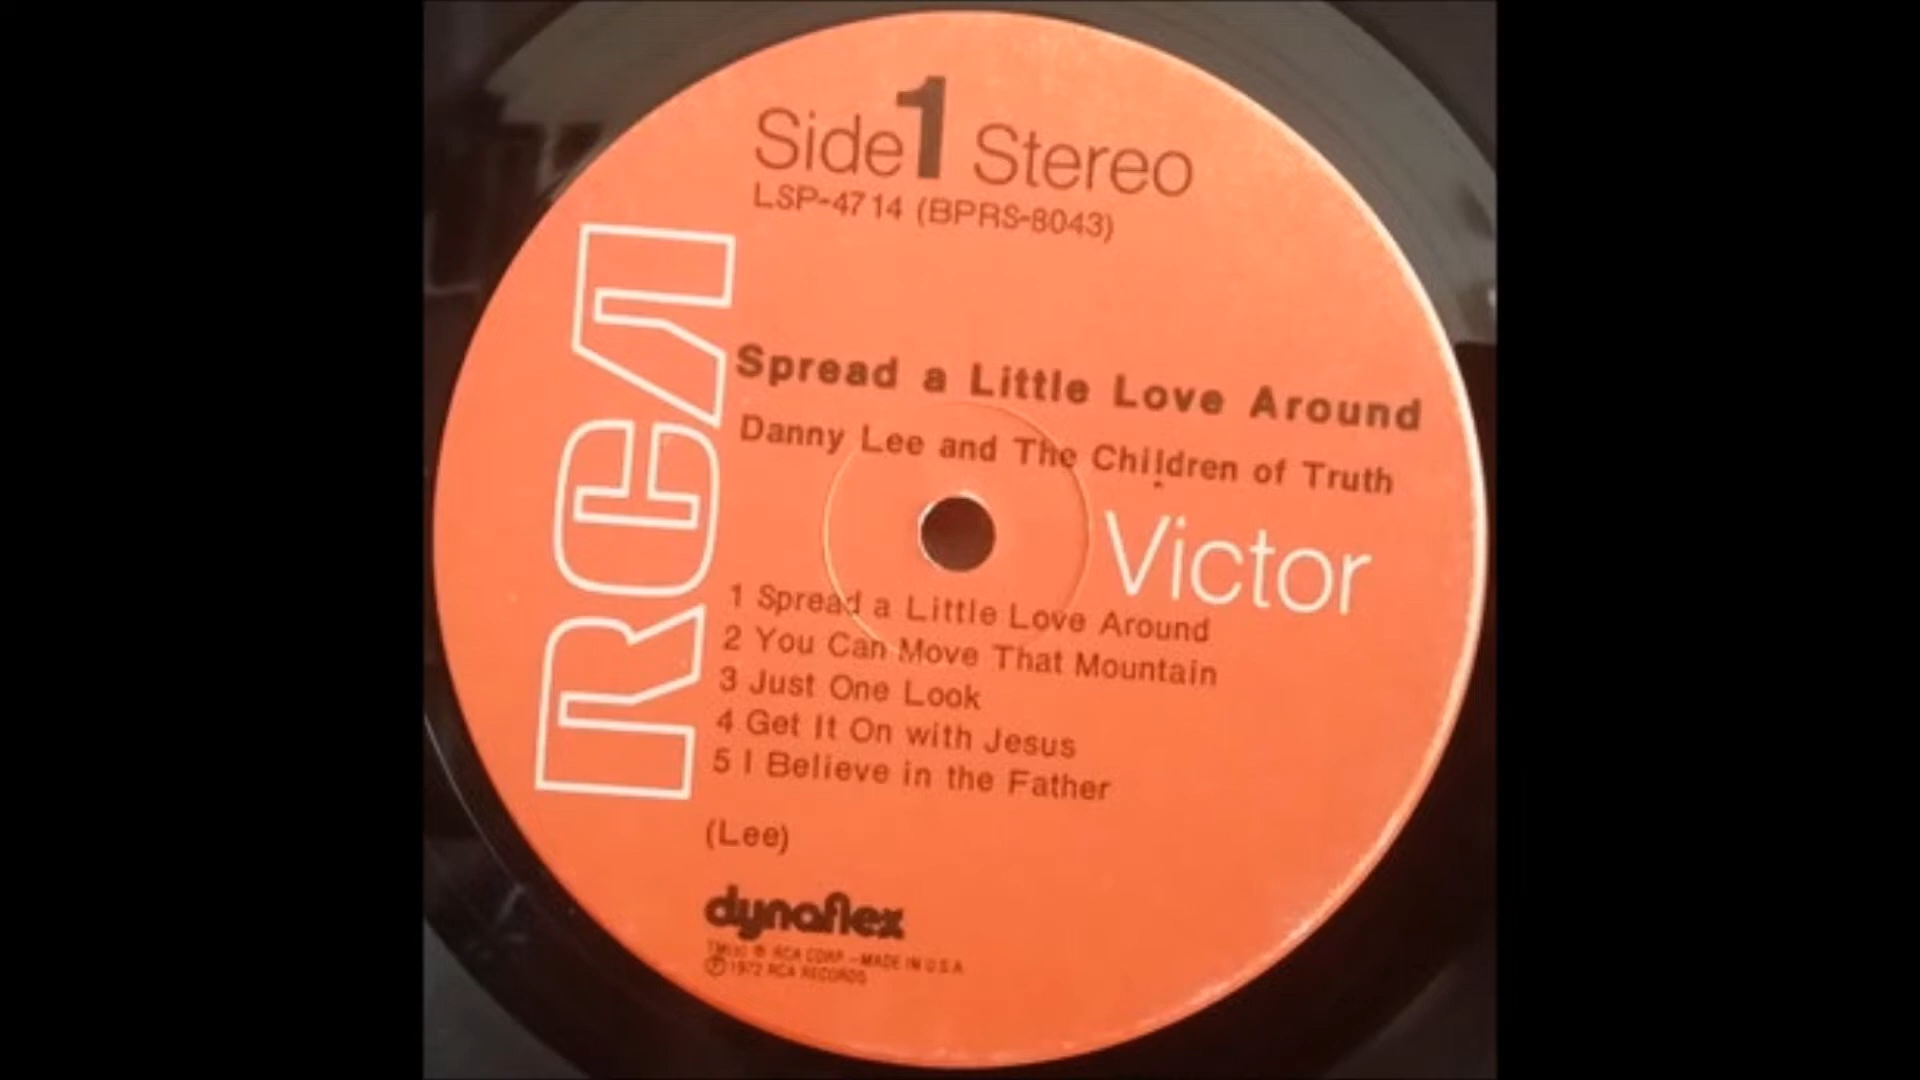 Side 1 Stereo
LSP-4714 (BPRS-8043)
RCA
Spread a Little Love Around
Danny Lee and The Children of Truth
Victor
1 Spread a Little Love Around
2 You Can Move That Mountain
3 Just One Look
4 Get It On with Jesus
5 I Believe in the Father
(Lee)
dynaflex
® RCA CORP.—MADE IN U.S.A.
℗ 1972 RCA RECORDS